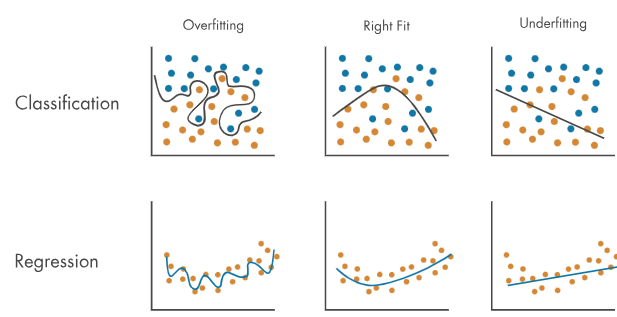 Overfitting
Right Fit
Underfitting
Classification
Regression